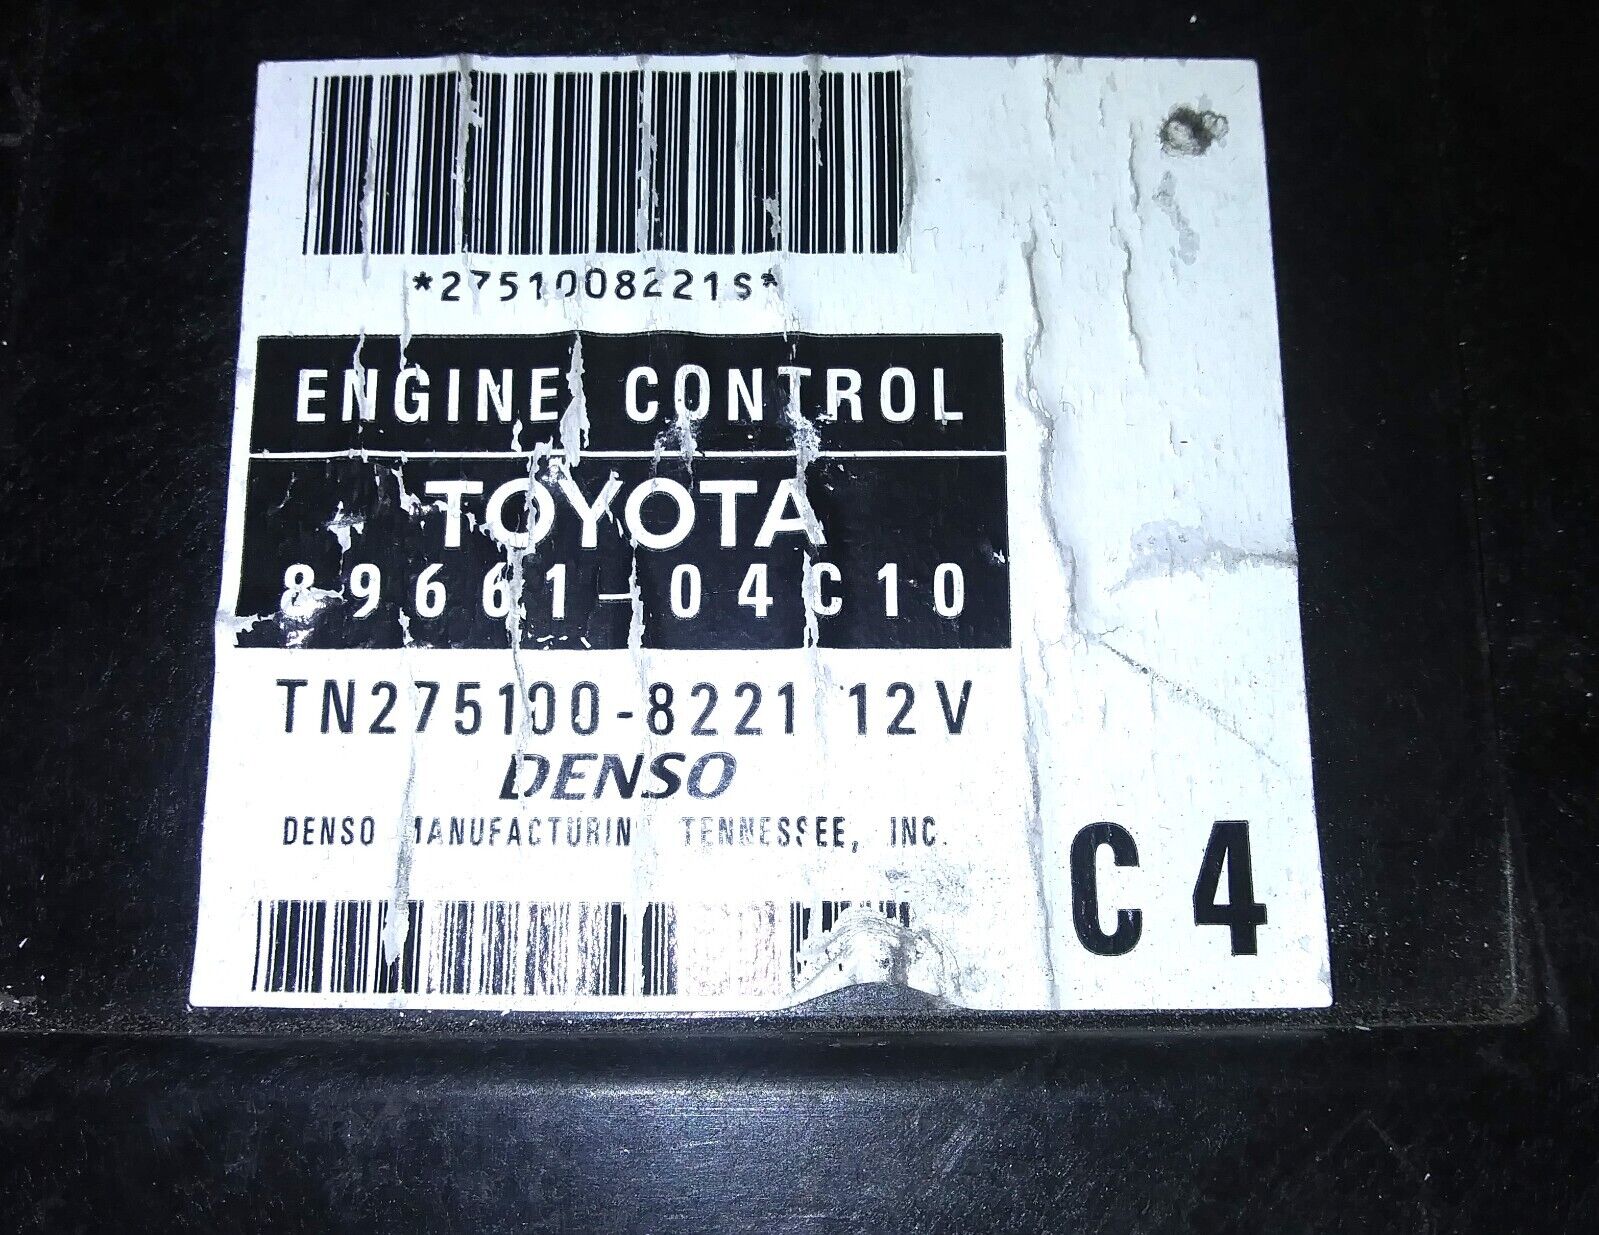 *2751008221S*
ENGINE CONTROL
TOYOTA
89661-04C10
TN275100-8221 12V
DENSO
DENSO MANUFACTURING TENNESSEE, INC.
C4